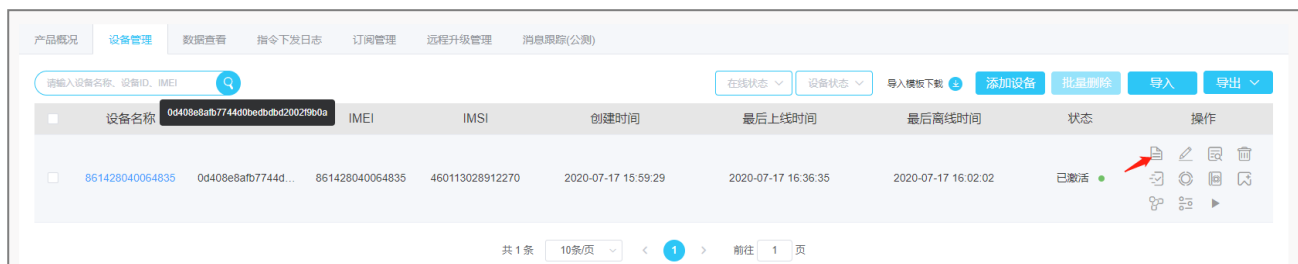 产品概况 设备管理 数据查看 指令下发日志 订阅管理 远程升级管理 消息跟踪(公测)
请输入设备名称、设备ID、IMEI 在线状态 设备状态 导入模板下载 添加设备 批量删除 导入 导出
0d408e8afb7744d0bedbdbd2002f9b0a
设备名称 IMEI IMSI 创建时间 最后上线时间 最后离线时间 状态 操作
861428040064835 0d408e8afb7744d... 861428040064835 460113028912270 2020-07-17 15:59:29 2020-07-17 16:36:35 2020-07-17 16:02:02 已激活
共 1 条 10条/页 < 1 > 前往 1 页